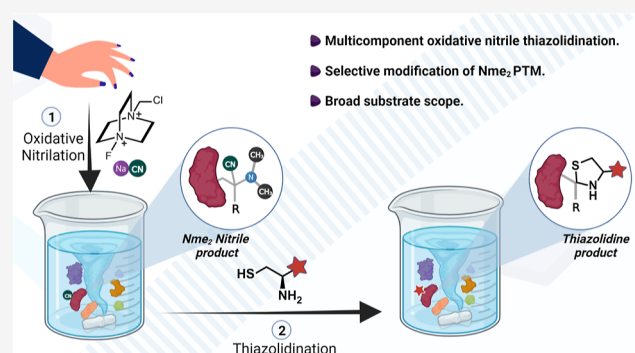 Multicomponent oxidative nitrile thiazolidination.
Selective modification of Nme₂ PTM.
Broad substrate scope.
1
Oxidative
Nitrilation
Cl
N+
N+
F
Na CN
CN
CH₃
N
CH₃
R
Nme₂ Nitrile
product
S
N
H
R
Thiazolidine
product
CN
HS
NH₂
2
Thiazolidination